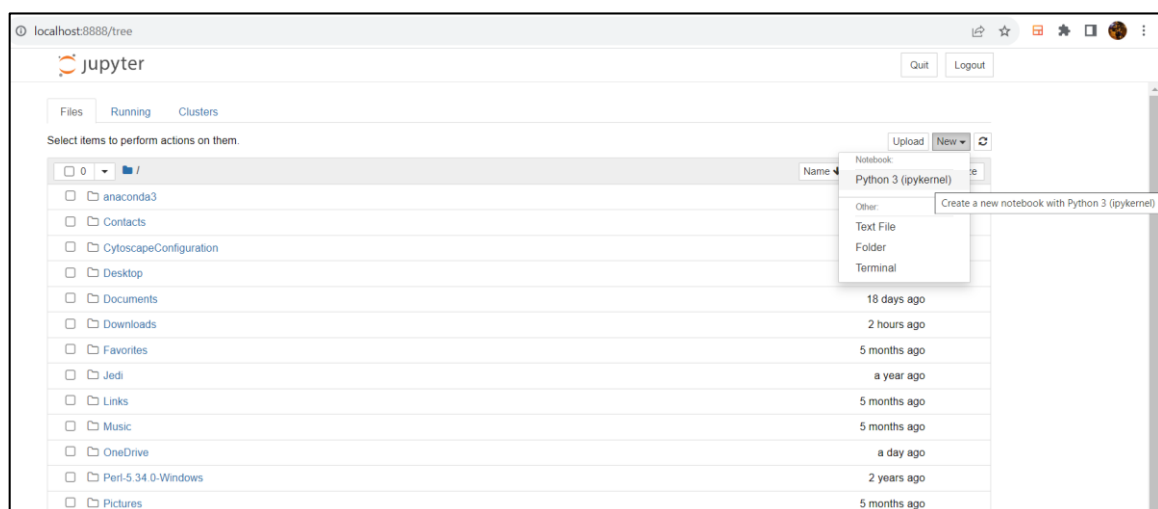 localhost:8888/tree
jupyter
Quit Logout
Files Running Clusters
Select items to perform actions on them.
Upload New
0 /
Name
Notebook:
Python 3 (ipykernel)
Create a new notebook with Python 3 (ipykernel)
Other:
Text File
Folder
Terminal
anaconda3
Contacts
CytoscapeConfiguration
Desktop
Documents 18 days ago
Downloads 2 hours ago
Favorites 5 months ago
Jedi a year ago
Links 5 months ago
Music 5 months ago
OneDrive a day ago
Perl-5.34.0-Windows 2 years ago
Pictures 5 months ago